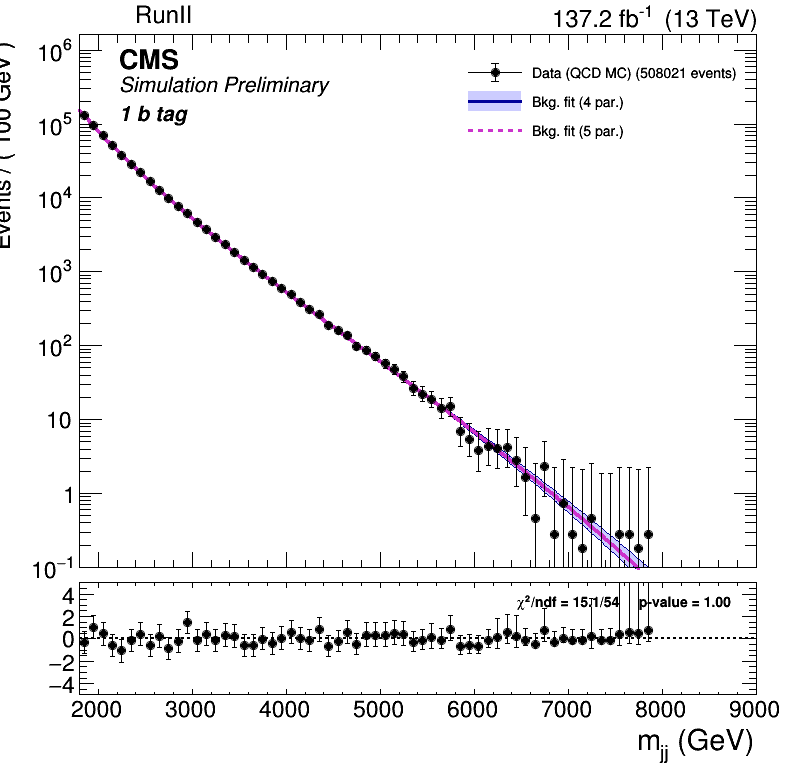 RunII
137.2 fb⁻¹ (13 TeV)
CMS
Simulation Preliminary
1 b tag
Data (QCD MC) (508021 events)
Bkg. fit (4 par.)
Bkg. fit (5 par.)
Events / ( 100 GeV )
10⁶
10⁵
10⁴
10³
10²
10
1
10⁻¹
χ²/ndf = 15.1/54 p-value = 1.00
4
2
0
−2
−4
2000 3000 4000 5000 6000 7000 8000 9000
m_jj (GeV)